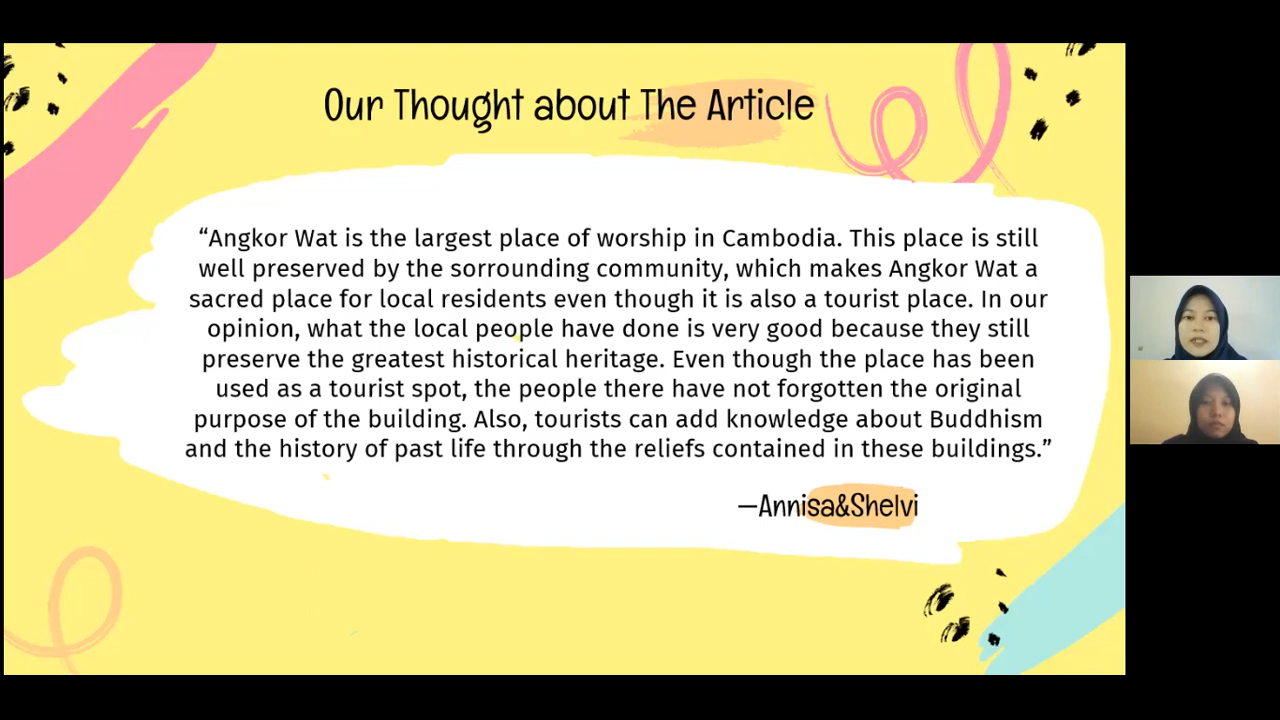 Our Thought about The Article
“Angkor Wat is the largest place of worship in Cambodia. This place is still
well preserved by the sorrounding community, which makes Angkor Wat a
sacred place for local residents even though it is also a tourist place. In our
opinion, what the local people have done is very good because they still
preserve the greatest historical heritage. Even though the place has been
used as a tourist spot, the people there have not forgotten the original
purpose of the building. Also, tourists can add knowledge about Buddhism
and the history of past life through the reliefs contained in these buildings.”
—Annisa&Shelvi